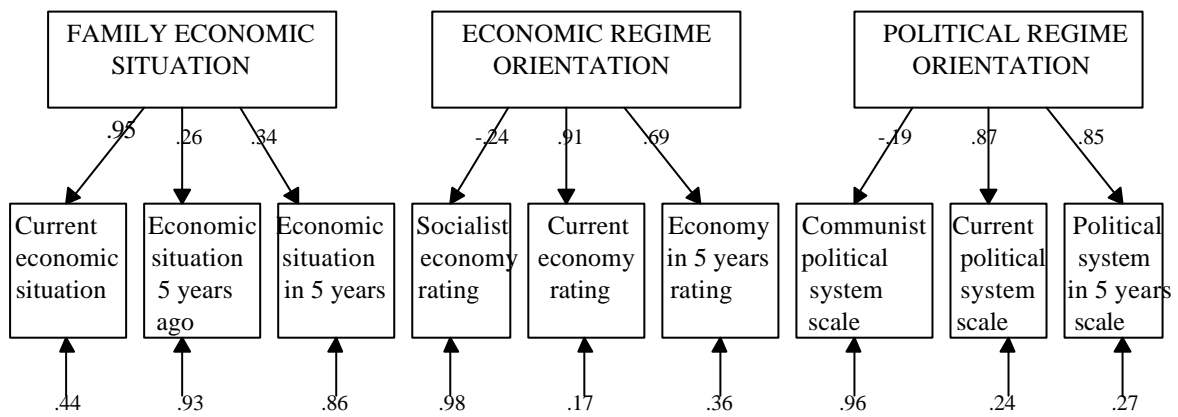 FAMILY ECONOMIC
SITUATION
ECONOMIC REGIME
ORIENTATION
POLITICAL REGIME
ORIENTATION
.95 .26 .34 -.24 .91 .69 -.19 .87 .85
Current
economic
situation
Economic
situation
5 years
ago
Economic
situation
in 5 years
Socialist
economy
rating
Current
economy
rating
Economy
in 5 years
rating
Communist
political
system
scale
Current
political
system
scale
Political
system
in 5 years
scale
.44 .93 .86 .98 .17 .36 .96 .24 .27